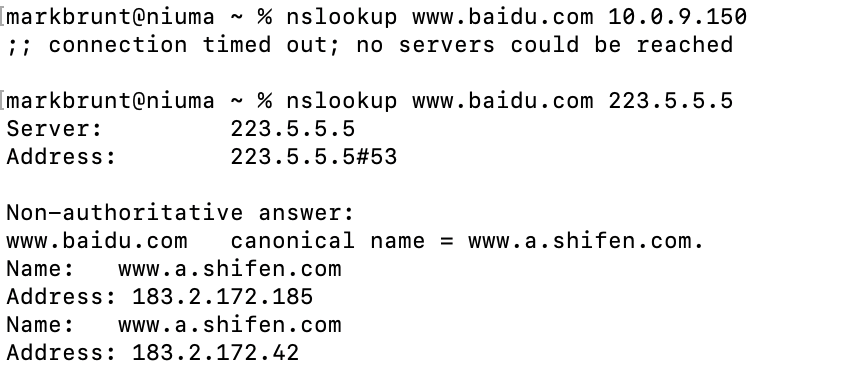 [markbrunt@niuma ~ % nslookup www.baidu.com 10.0.9.150
;; connection timed out; no servers could be reached

[markbrunt@niuma ~ % nslookup www.baidu.com 223.5.5.5
Server:         223.5.5.5
Address:        223.5.5.5#53

Non-authoritative answer:
www.baidu.com   canonical name = www.a.shifen.com.
Name:   www.a.shifen.com
Address: 183.2.172.185
Name:   www.a.shifen.com
Address: 183.2.172.42